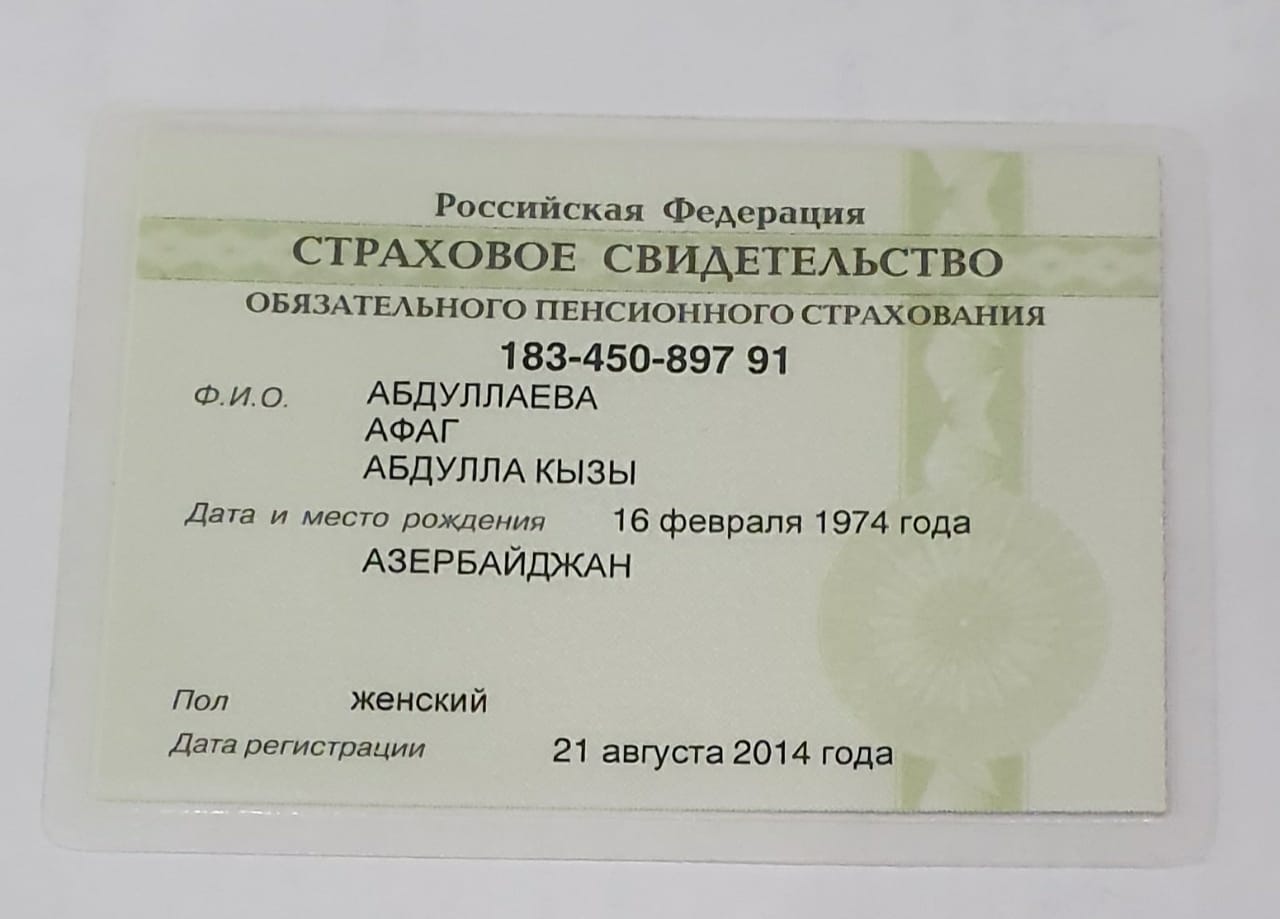 Российская Федерация
СТРАХОВОЕ СВИДЕТЕЛЬСТВО
ОБЯЗАТЕЛЬНОГО ПЕНСИОННОГО СТРАХОВАНИЯ
183-450-897 91
Ф.И.О. АБДУЛЛАЕВА
АФАГ
АБДУЛЛА КЫЗЫ
Дата и место рождения 16 февраля 1974 года
АЗЕРБАЙДЖАН
Пол женский
Дата регистрации 21 августа 2014 года